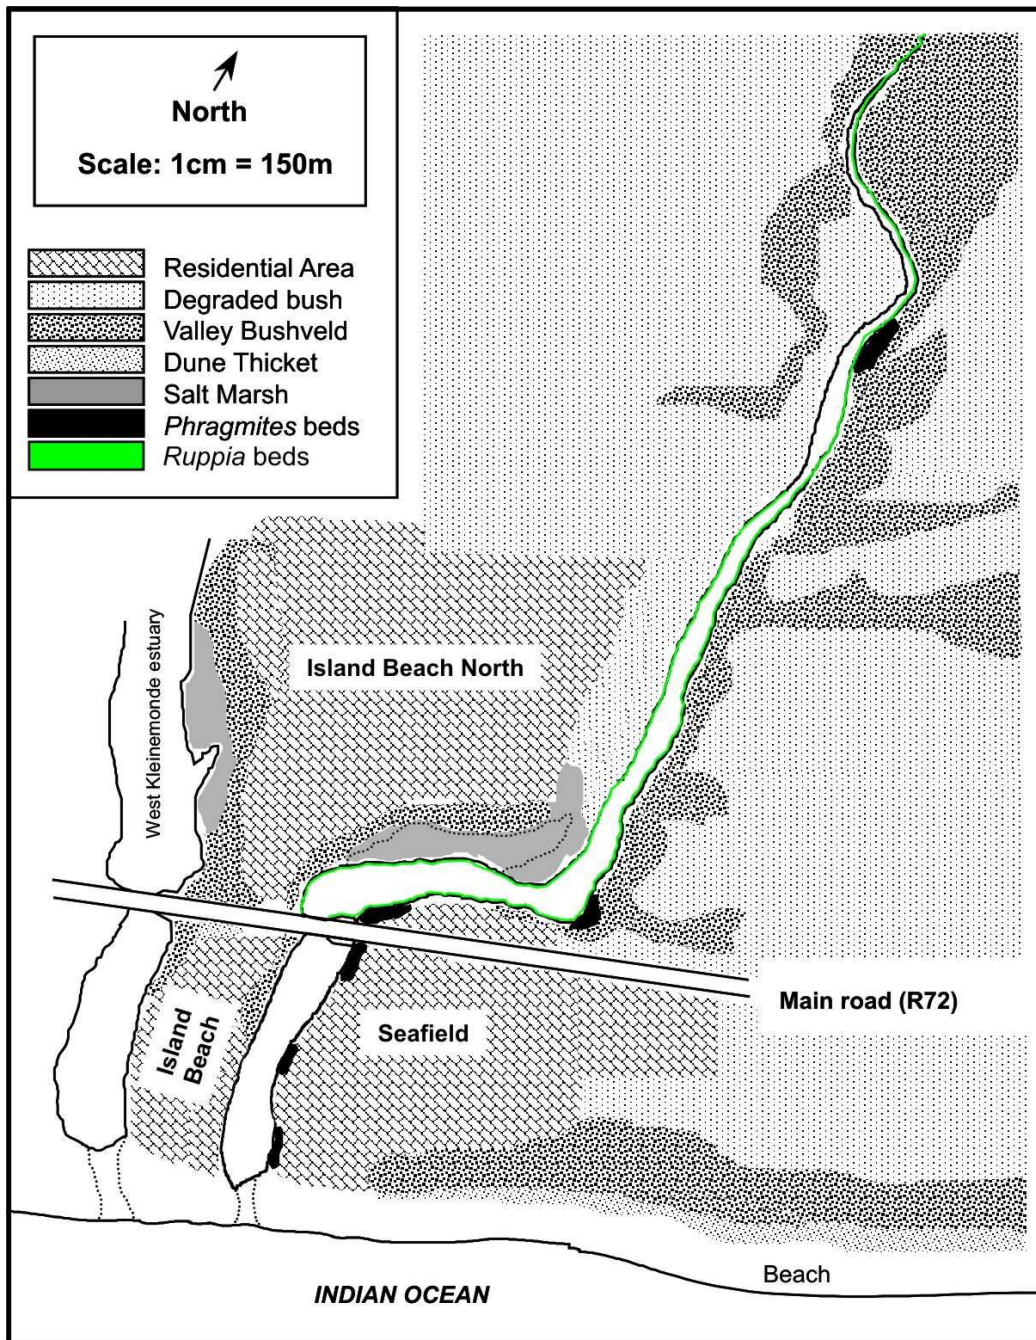 North
Scale: 1cm = 150m
Residential Area
Degraded bush
Valley Bushveld
Dune Thicket
Salt Marsh
Phragmites beds
Ruppia beds
West Kleinemonde estuary
Island Beach North
Main road (R72)
Island
Beach
Seafield
Beach
INDIAN OCEAN